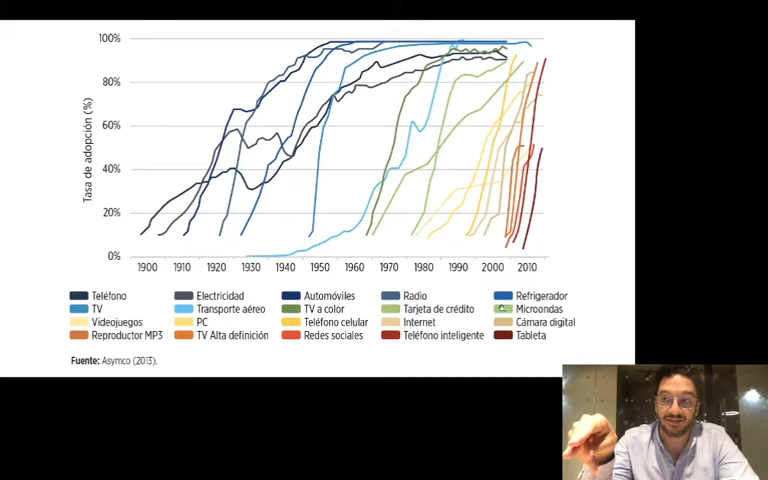 100%
80%
60%
40%
20%
0%
Tasa de adopción (%)
1900 1910 1920 1930 1940 1950 1960 1970 1980 1990 2000 2010
Teléfono Electricidad Automóviles Radio Refrigerador
TV Transporte aéreo TV a color Tarjeta de crédito Microondas
Videojuegos PC Teléfono celular Internet Cámara digital
Reproductor MP3 TV Alta definición Redes sociales Teléfono inteligente Tableta
Fuente: Asymco (2013).